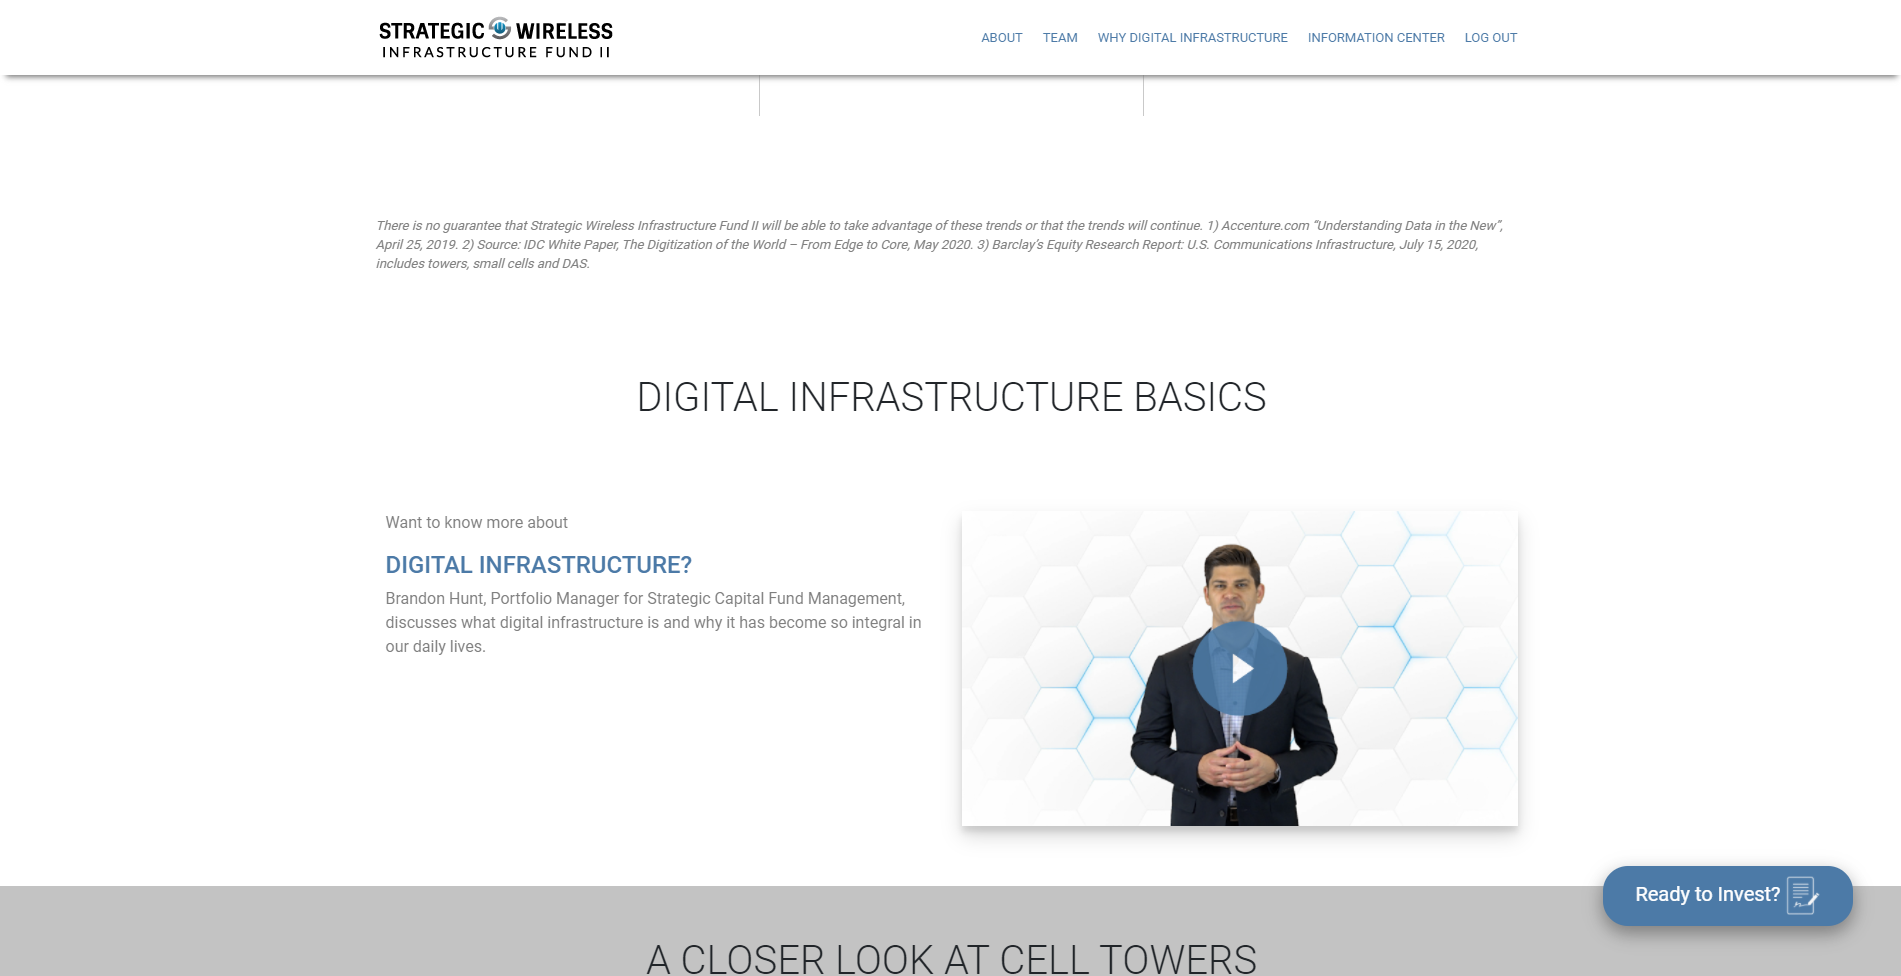 STRATEGIC WIRELESS
INFRASTRUCTURE FUND II
ABOUT TEAM WHY DIGITAL INFRASTRUCTURE INFORMATION CENTER LOG OUT
There is no guarantee that Strategic Wireless Infrastructure Fund II will be able to take advantage of these trends or that the trends will continue. 1) Accenture.com “Understanding Data in the New”,
April 25, 2019. 2) Source: IDC White Paper, The Digitization of the World – From Edge to Core, May 2020. 3) Barclay’s Equity Research Report: U.S. Communications Infrastructure, July 15, 2020,
includes towers, small cells and DAS.
DIGITAL INFRASTRUCTURE BASICS
Want to know more about
DIGITAL INFRASTRUCTURE?
Brandon Hunt, Portfolio Manager for Strategic Capital Fund Management,
discusses what digital infrastructure is and why it has become so integral in
our daily lives.
Ready to Invest?
A CLOSER LOOK AT CELL TOWERS